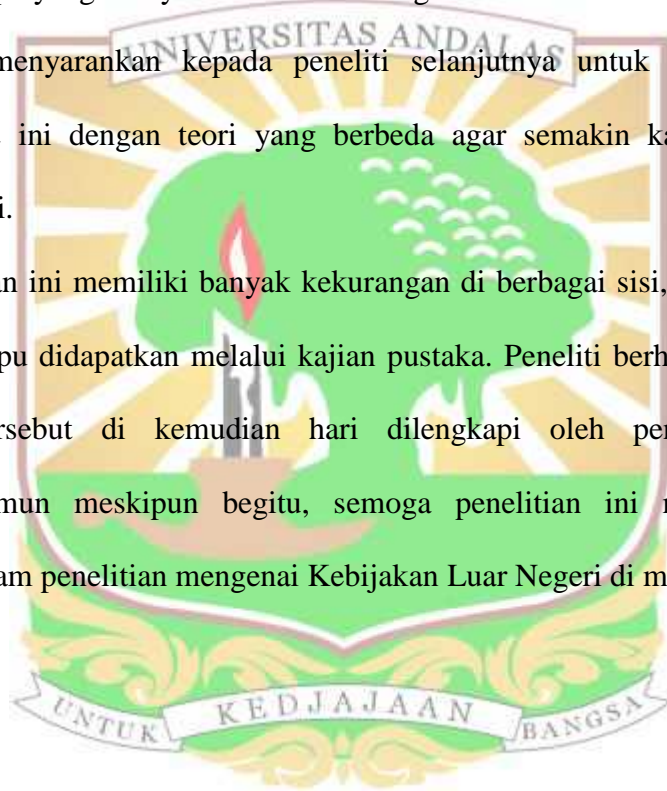 UNIVERSITAS ANDALAS
menyarankan kepada peneliti selanjutnya untuk
ini dengan teori yang berbeda agar semakin ka
i.
an ini memiliki banyak kekurangan di berbagai sisi,
pu didapatkan melalui kajian pustaka. Peneliti berh
rsebut di kemudian hari dilengkapi oleh per
mun meskipun begitu, semoga penelitian ini
am penelitian mengenai Kebijakan Luar Negeri di m
UNTUK KEDJAJAAN BANGSA